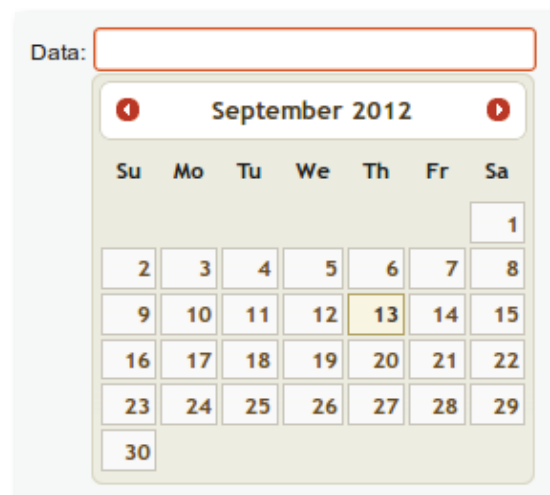 Data:
September 2012
Su Mo Tu We Th Fr Sa
1
2 3 4 5 6 7 8
9 10 11 12 13 14 15
16 17 18 19 20 21 22
23 24 25 26 27 28 29
30